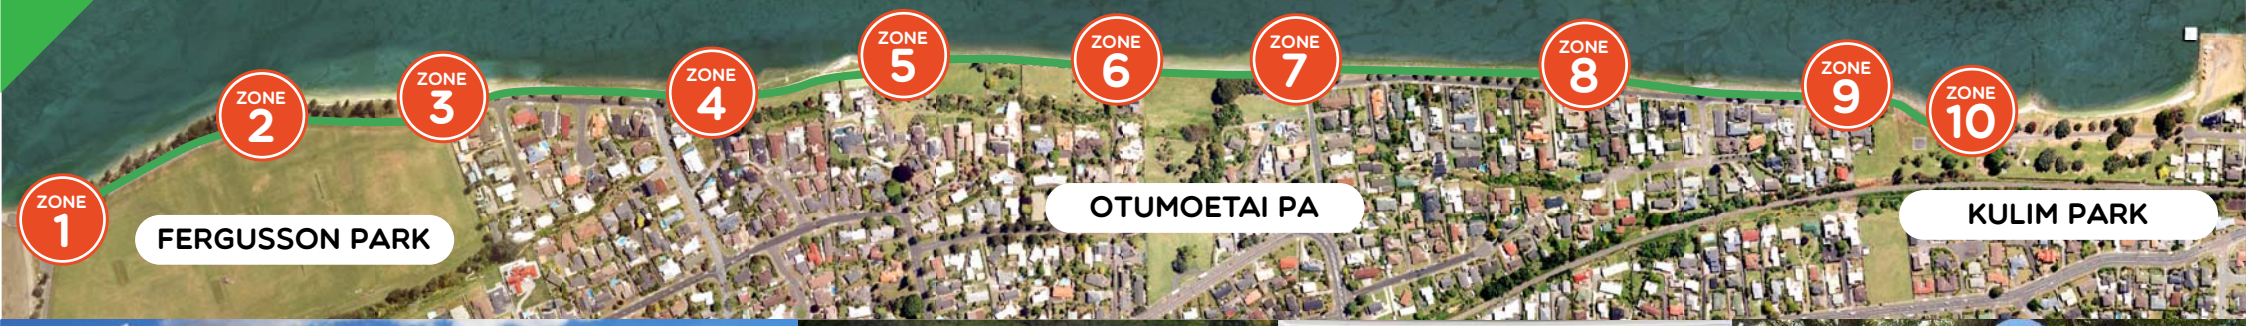 ZONE
1
ZONE
2
ZONE
3
ZONE
4
ZONE
5
ZONE
6
ZONE
7
ZONE
8
ZONE
9
ZONE
10
FERGUSSON PARK
OTUMOETAI PA
KULIM PARK